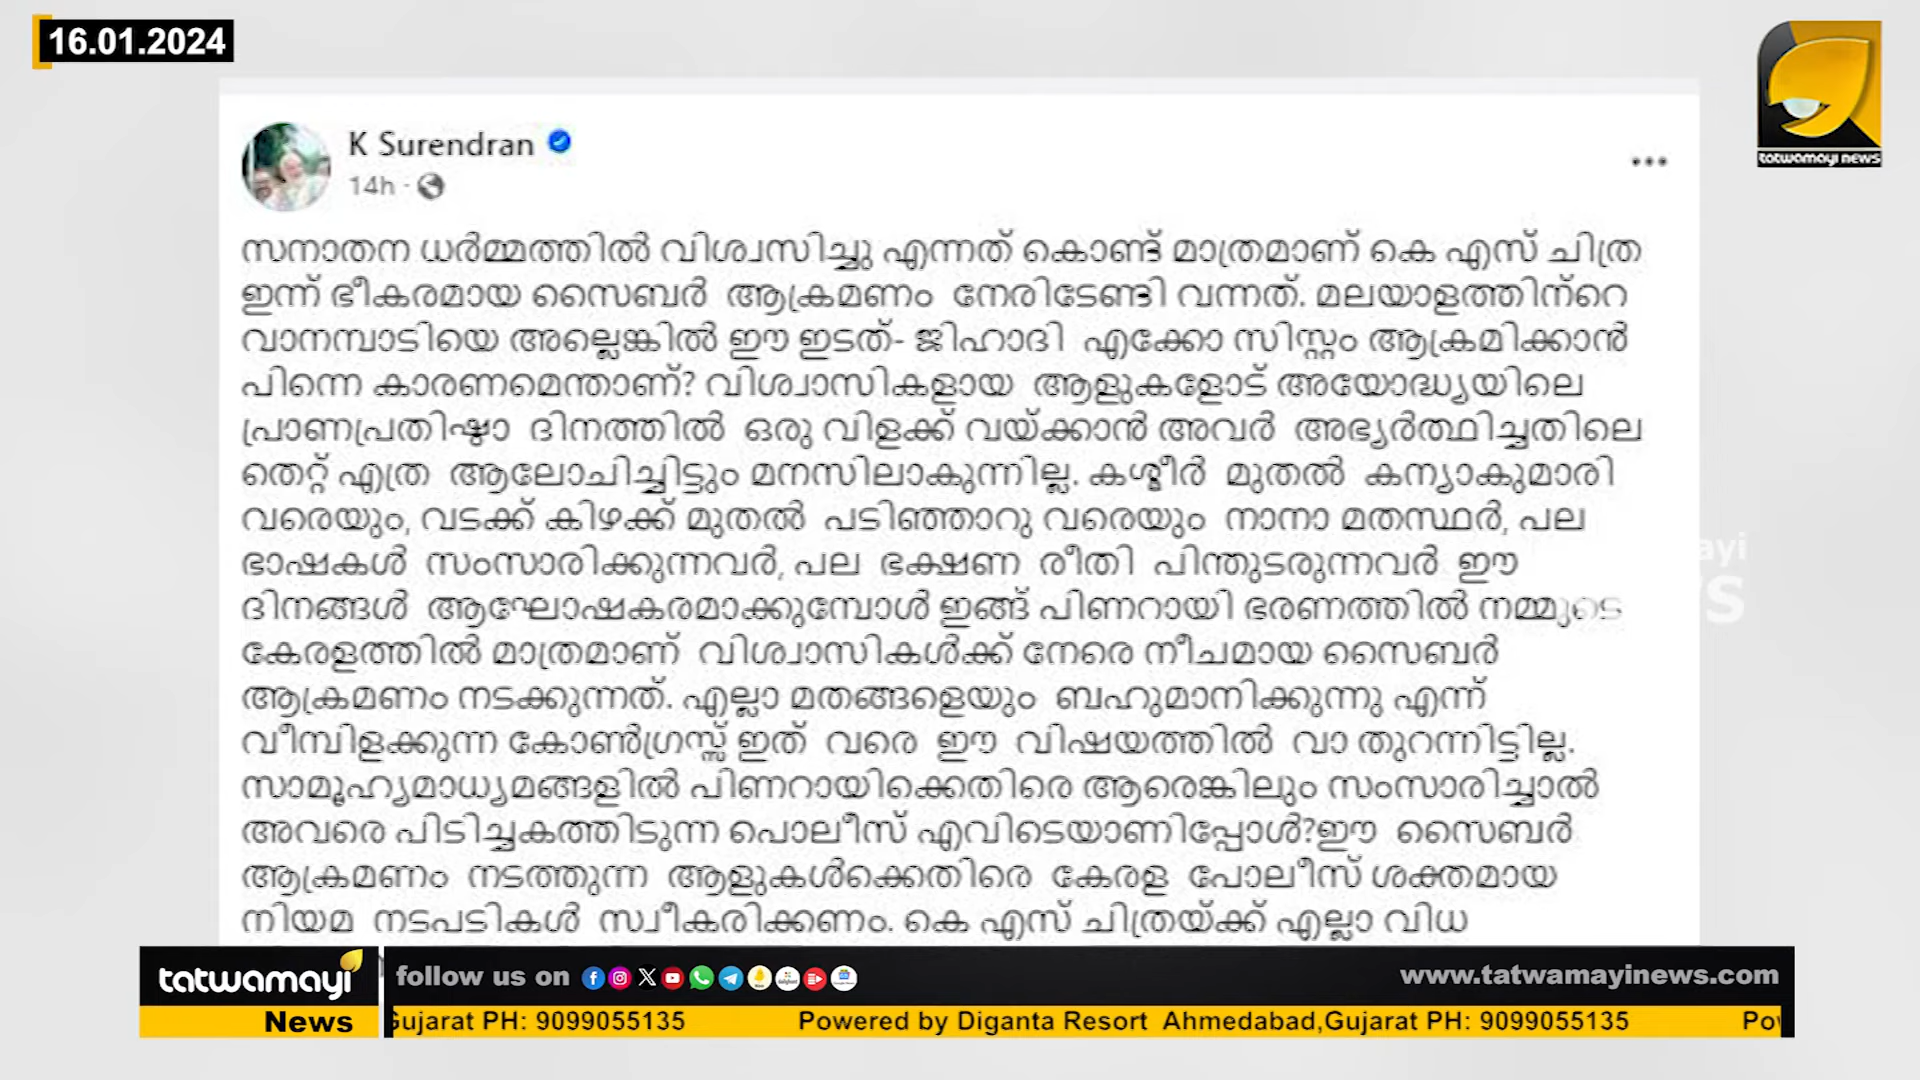 16.01.2024
tatwamayi news
K Surendran
14h
സനാതന ധർമ്മത്തിൽ വിശ്വസിച്ചു എന്നത് കൊണ്ട് മാത്രമാണ് കെ എസ് ചിത്ര
ഇന്ന് ഭീകരമായ സൈബർ ആക്രമണം നേരിടേണ്ടി വന്നത്. മലയാളത്തിന്റെ
വാനമ്പാടിയെ അല്ലെങ്കിൽ ഈ ഇടത്- ജിഹാദി എക്കോ സിസ്റ്റം ആക്രമിക്കാൻ
പിന്നെ കാരണമെന്താണ്? വിശ്വാസികളായ ആളുകളോട് അയോദ്ധ്യയിലെ
പ്രാണപ്രതിഷ്ഠാ ദിനത്തിൽ ഒരു വിളക്ക് വയ്ക്കാൻ അവർ അഭ്യർത്ഥിച്ചതിലെ
തെറ്റ് എത്ര ആലോചിച്ചിട്ടും മനസിലാകുന്നില്ല. കശ്മീർ മുതൽ കന്യാകുമാരി
വരെയും, വടക്ക് കിഴക്ക് മുതൽ പടിഞ്ഞാറു വരെയും നാനാ മതസ്ഥർ, പല
ഭാഷകൾ സംസാരിക്കുന്നവർ, പല ഭക്ഷണ രീതി പിന്തുടരുന്നവർ ഈ
ദിനങ്ങൾ ആഘോഷകരമാക്കുമ്പോൾ ഇങ്ങ് പിണറായി ഭരണത്തിൽ നമ്മുടെ
കേരളത്തിൽ മാത്രമാണ് വിശ്വാസികൾക്ക് നേരെ നീചമായ സൈബർ
ആക്രമണം നടക്കുന്നത്. എല്ലാ മതങ്ങളെയും ബഹുമാനിക്കുന്നു എന്ന്
വീമ്പിളക്കുന്ന കോൺഗ്രസ്സ് ഇത് വരെ ഈ വിഷയത്തിൽ വാ തുറന്നിട്ടില്ല.
സാമൂഹ്യമാധ്യമങ്ങളിൽ പിണറായിക്കെതിരെ ആരെങ്കിലും സംസാരിച്ചാൽ
അവരെ പിടിച്ചകത്തിടുന്ന പൊലീസ് എവിടെയാണിപ്പോൾ?ഈ സൈബർ
ആക്രമണം നടത്തുന്ന ആളുകൾക്കെതിരെ കേരള പോലീസ് ശക്തമായ
നിയമ നടപടികൾ സ്വീകരിക്കണം. കെ എസ് ചിത്രയ്ക്ക് എല്ലാ വിധ
tatwamayi News
follow us on
www.tatwamayinews.com
Gujarat PH: 9099055135 Powered by Diganta Resort Ahmedabad,Gujarat PH: 9099055135